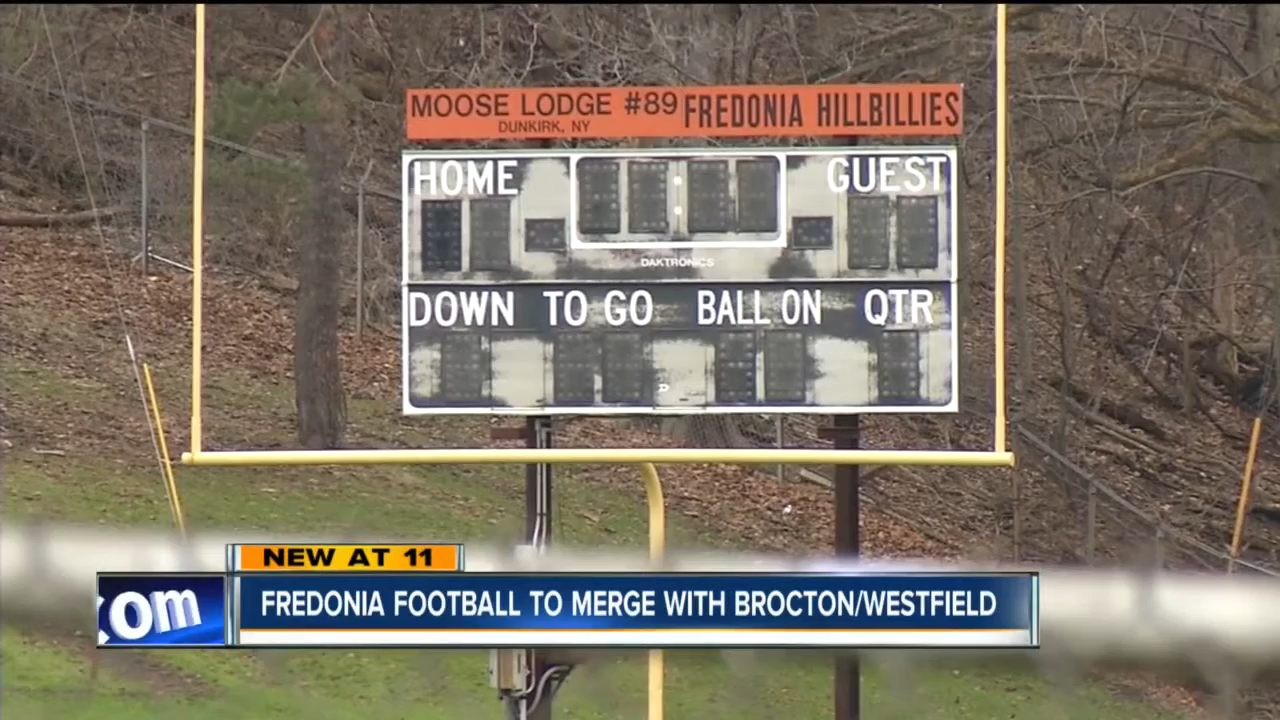 MOOSE LODGE #89 FREDONIA HILLBILLIES
DUNKIRK, NY
HOME GUEST
DAKTRONICS
DOWN TO GO BALL ON QTR
NEW AT 11
.com FREDONIA FOOTBALL TO MERGE WITH BROCTON/WESTFIELD